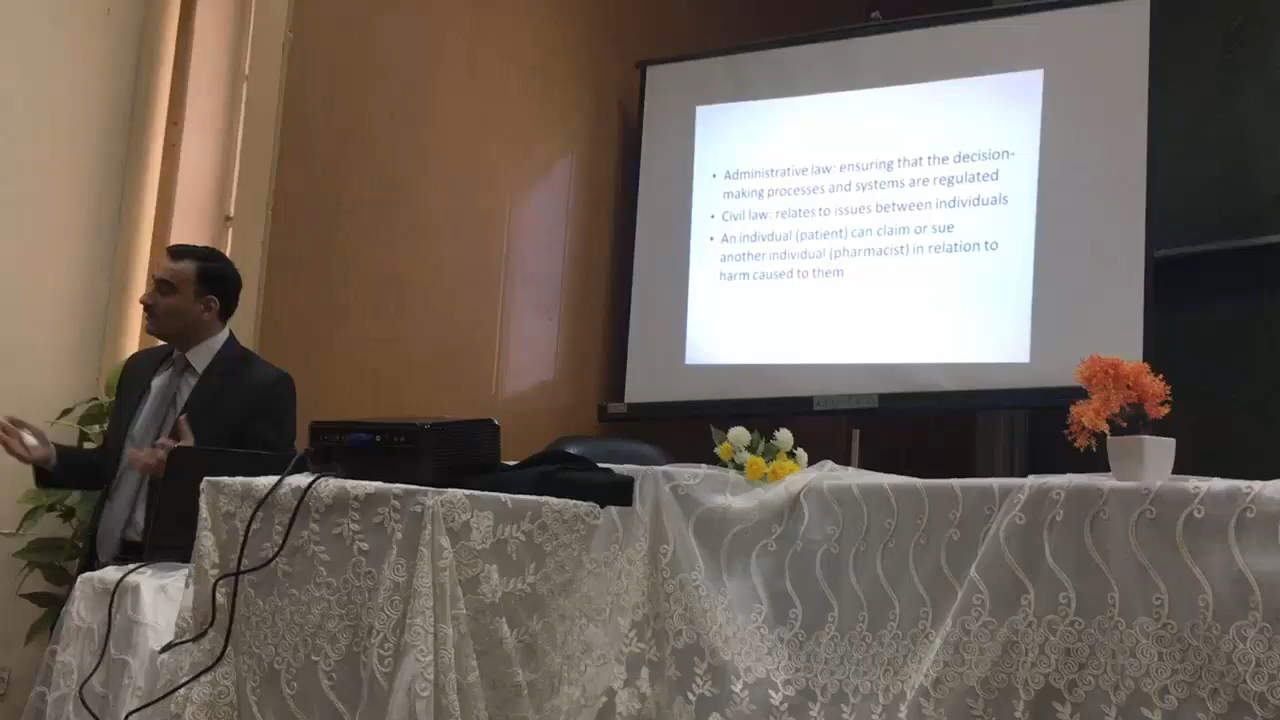 • Administrative law: ensuring that the decision-
making processes and systems are regulated
• Civil law: relates to issues between individuals
• An indivdual (patient) can claim or sue
another individual (pharmacist) in relation to
harm caused to them